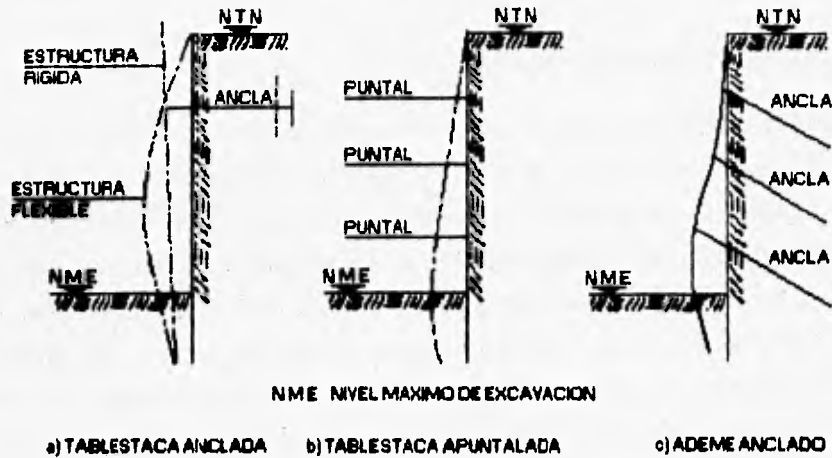 NTN
ESTRUCTURA
RIGIDA
ANCLA
ESTRUCTURA
FLEXIBLE
NME
NTN
PUNTAL
PUNTAL
PUNTAL
NME
NTN
ANCLA
ANCLA
ANCLA
NME
NME NIVEL MAXIMO DE EXCAVACION
a) TABLESTACA ANCLADA
b) TABLESTACA APUNTALADA
c) ADEME ANCLADO